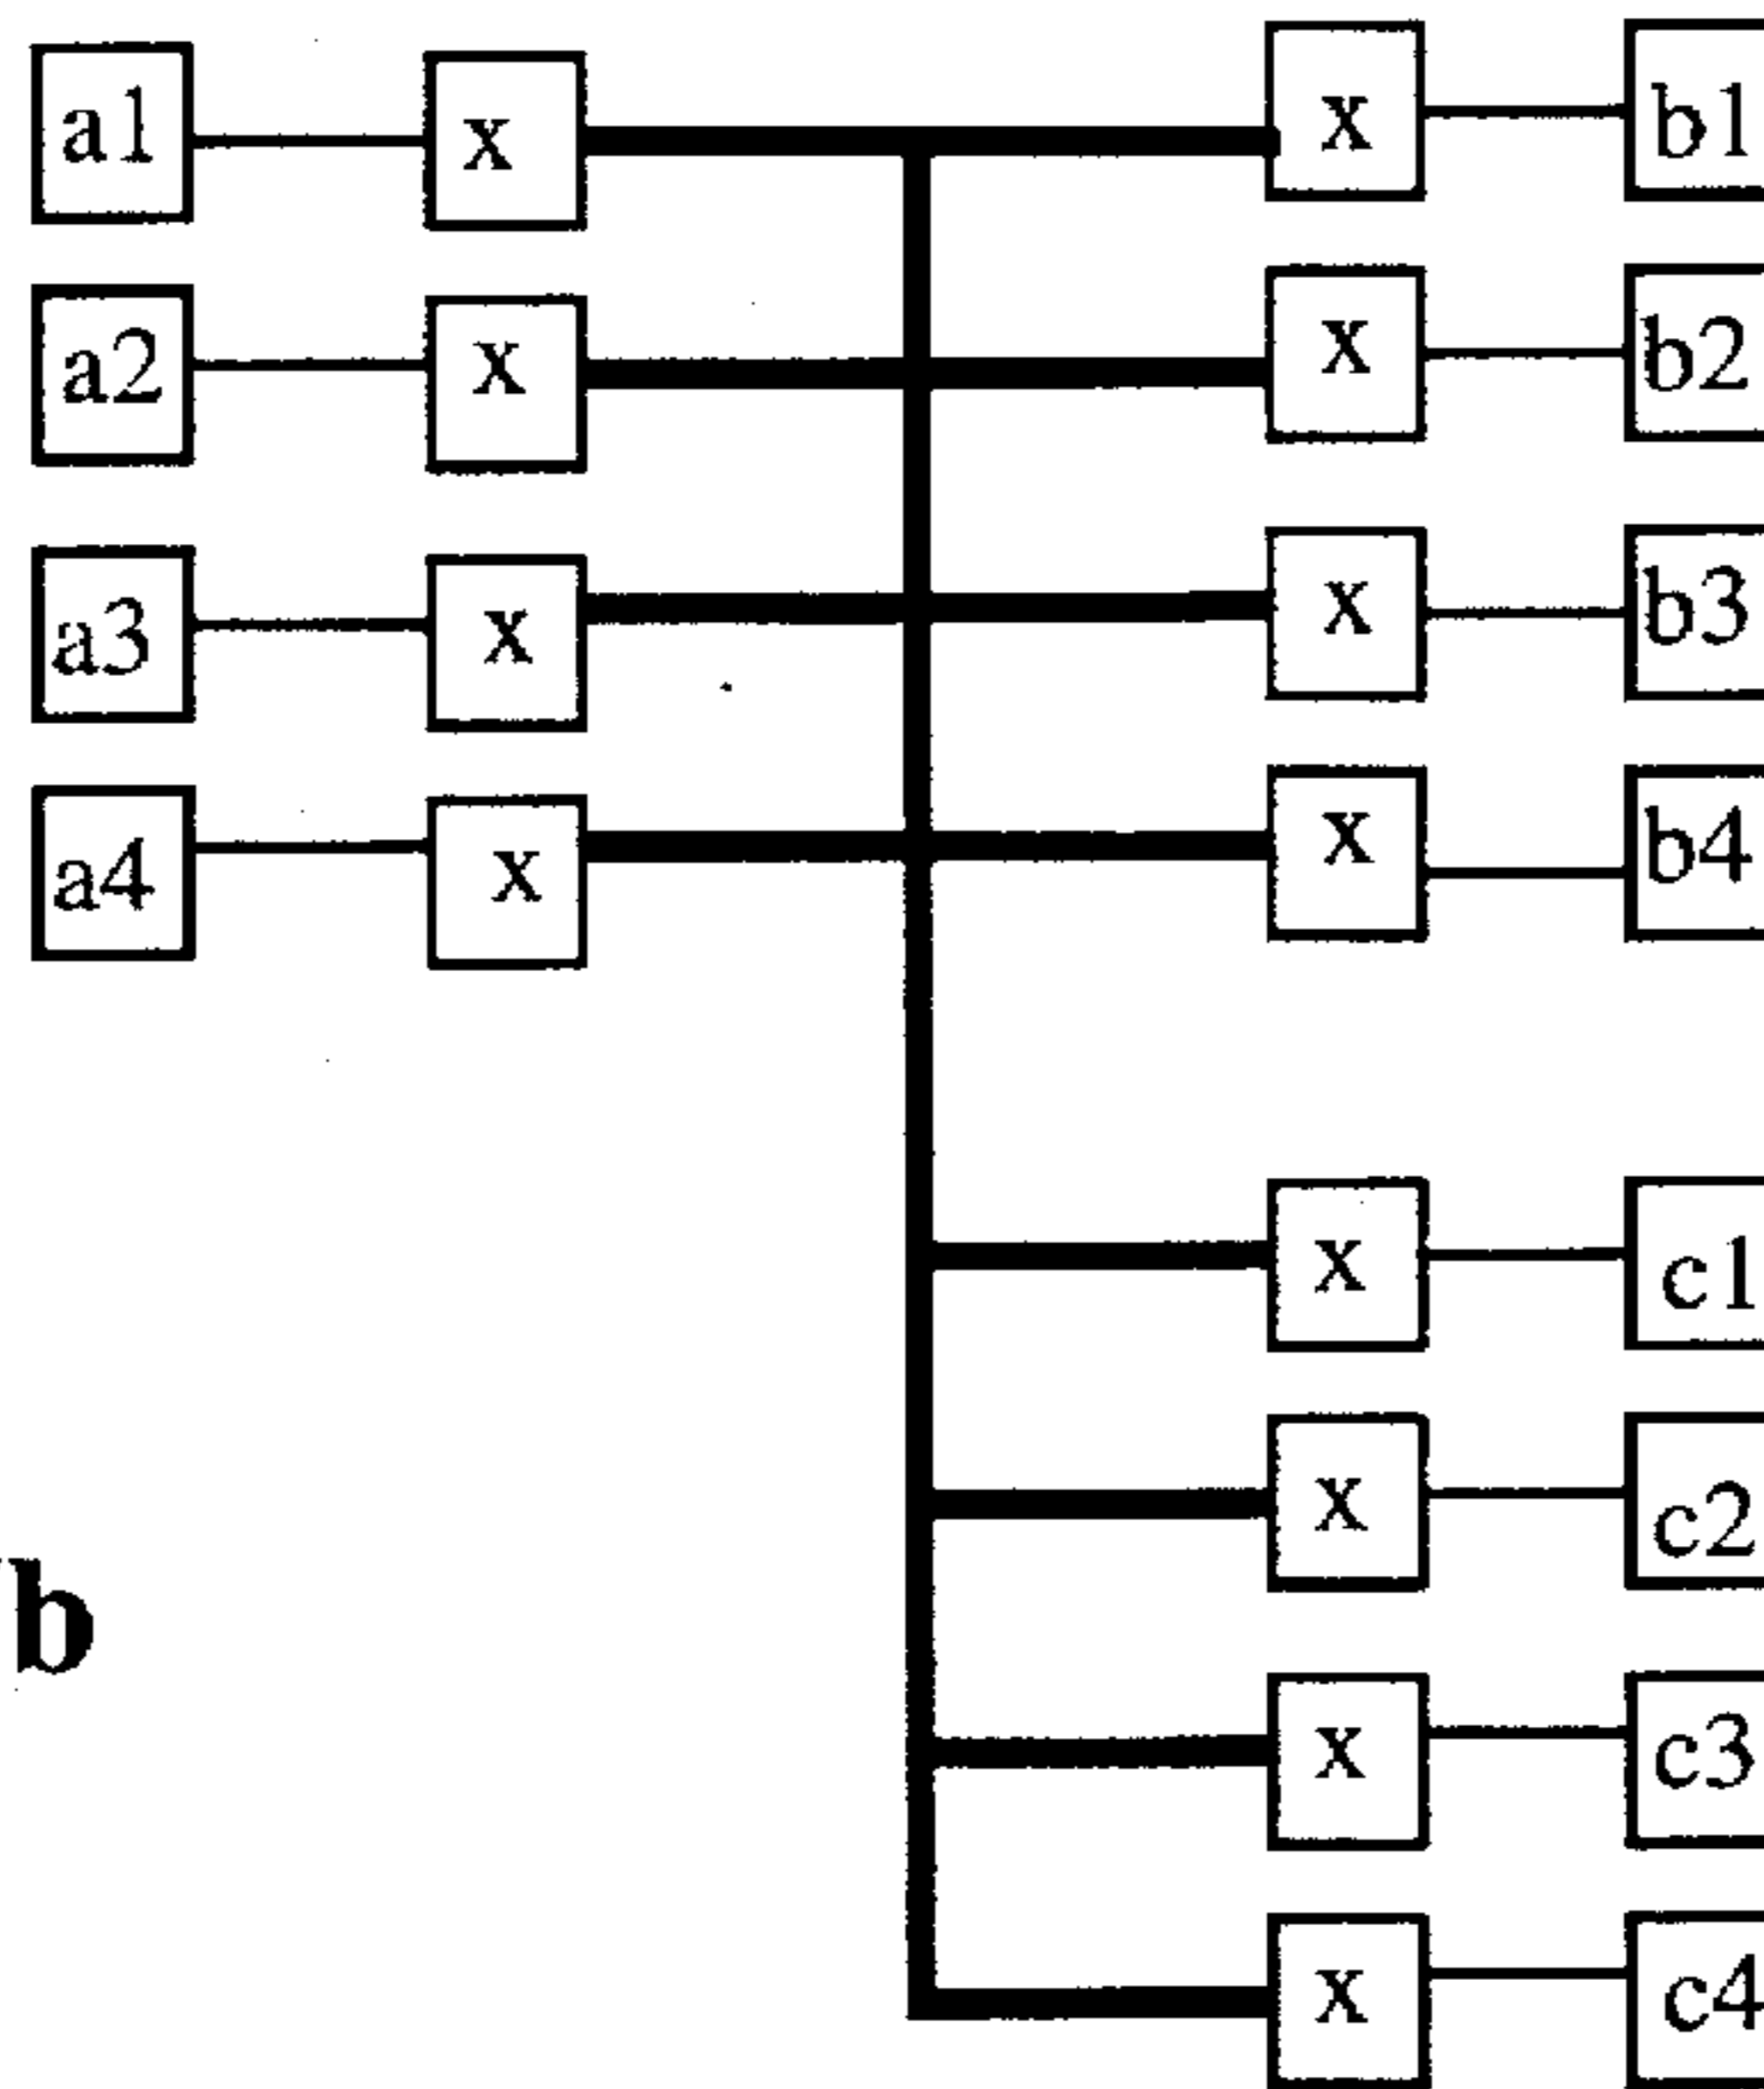 a1 x x b1
a2 x x b2
a3 x x b3
a4 x x b4
x c1
x c2
b
x c3
x c4